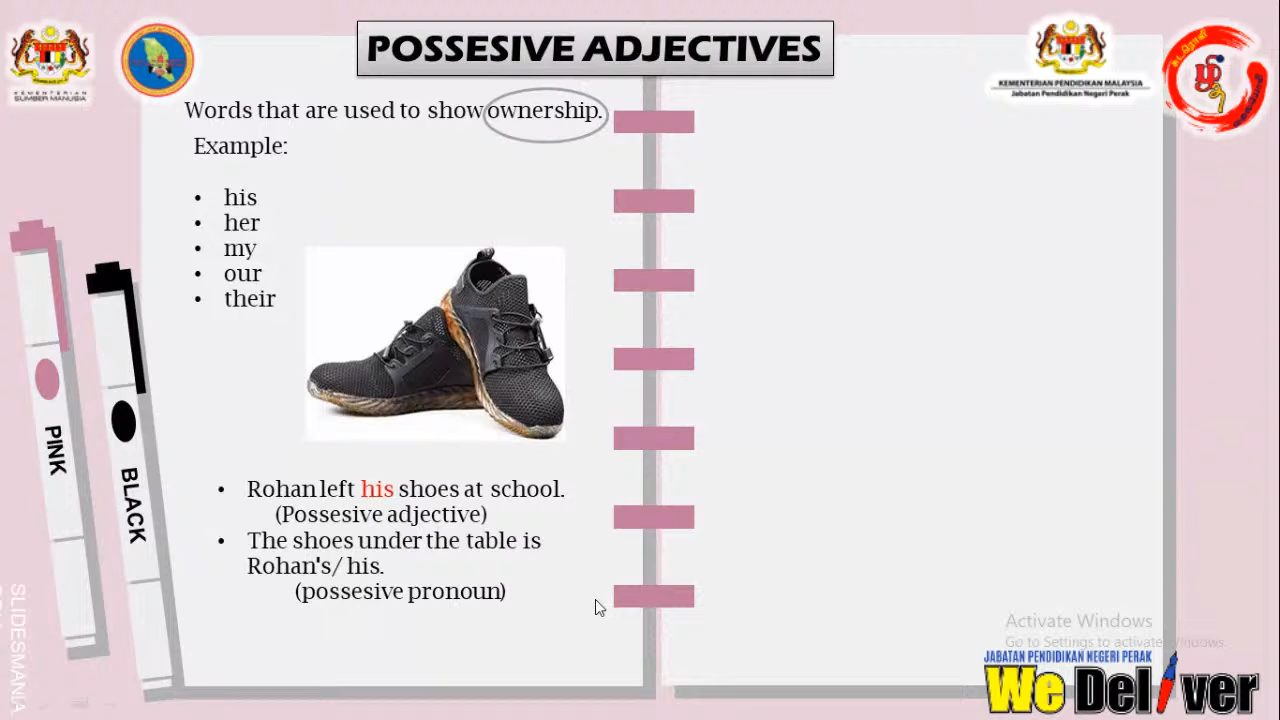 POSSESIVE ADJECTIVES
KEMENTERIAN
SUMBER MANUSIA
KEMENTERIAN PENDIDIKAN MALAYSIA
Jabatan Pendidikan Negeri Perak
Words that are used to show ownership.
Example:
• his
• her
• my
• our
• their
PINK
BLACK
• Rohan left his shoes at school.
(Possesive adjective)
• The shoes under the table is
Rohan's/ his.
(possesive pronoun)
SLIDESMANIA
Activate Windows
Go to Settings to activate Windows
JABATAN PENDIDIKAN NEGERI PERAK
We Deliver